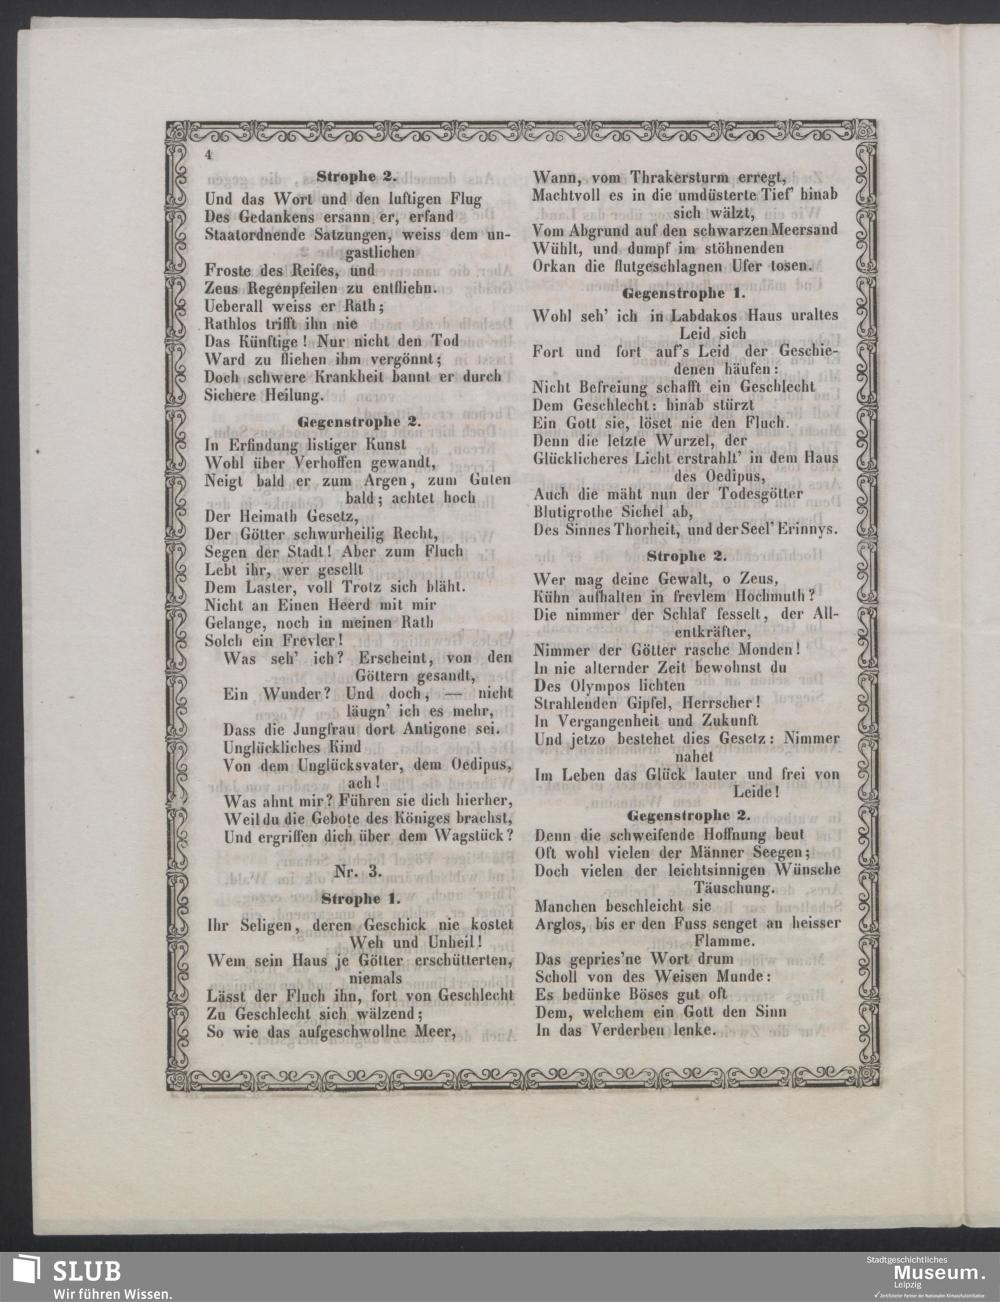 4
Strophe 2.
Und das Wort und den luftigen Flug
Des Gedankens ersann er, erfand
Staatordnende Satzungen, weiss dem un-
gastlichen
Froste des Reifes, und
Zeus Regenpfeilen zu entfliehn.
Ueberall weiss er Rath;
Rathlos trifft ihn nie
Das Künftige! Nur nicht den Tod
Ward zu fliehen ihm vergönnt;
Doch schwere Krankheit bannt er durch
Sichere Heilung.
Gegenstrophe 2.
In Erfindung listiger Kunst
Wohl über Verhoffen gewandt,
Neigt bald er zum Argen, zum Guten
bald; achtet hoch
Der Heimath Gesetz,
Der Götter schwurheilig Recht,
Segen der Stadt! Aber zum Fluch
Lebt ihr, wer gesellt
Dem Laster, voll Trotz sich bläht.
Nicht an Einen Heerd mit mir
Gelange, noch in meinen Rath
Solch ein Frevler!
Was seh' ich? Erscheint, von den
Göttern gesandt,
Ein Wunder? Und doch, — nicht
läugn' ich es mehr,
Dass die Jungfrau dort Antigone sei.
Unglückliches Kind
Von dem Unglücksvater, dem Oedipus,
ach!
Was ahnt mir? Führen sie dich hierher,
Weil du die Gebote des Königes brachst,
Und ergriffen dich über dem Wagstück?
Nr. 3.
Strophe 1.
Ihr Seligen, deren Geschick nie kostet
Weh und Unheil!
Wem sein Haus je Götter erschütterten,
niemals
Lässt der Fluch ihn, fort von Geschlecht
Zu Geschlecht sich wälzend;
So wie das aufgeschwollne Meer,
Wann, vom Thrakersturm erregt,
Machtvoll es in die umdüsterte Tief' hinab
sich wälzt,
Vom Abgrund auf den schwarzen Meersand
Wühlt, und dumpf im stöhnenden
Orkan die flutgeschlagnen Ufer tosen.
Gegenstrophe 1.
Wohl seh' ich in Labdakos Haus uraltes
Leid sich
Fort und fort auf's Leid der Geschie-
denen häufen:
Nicht Befreiung schafft ein Geschlecht
Dem Geschlecht: hinab stürzt
Ein Gott sie, löset nie den Fluch.
Denn die letzte Wurzel, der
Glücklicheres Licht erstrahlt' in dem Haus
des Oedipus,
Auch die mäht nun der Todesgötter
Blutigrothe Sichel ab,
Des Sinnes Thorheit, und der Seel' Erinnys.
Strophe 2.
Wer mag deine Gewalt, o Zeus,
Kühn aufhalten in frevlem Hochmuth?
Die nimmer der Schlaf fesselt, der All-
entkräfter,
Nimmer der Götter rasche Monden!
In nie alternder Zeit bewohnst du
Des Olympos lichten
Strahlenden Gipfel, Herrscher!
In Vergangenheit und Zukunft
Und jetzo bestehet dies Gesetz: Nimmer
nahet
Im Leben das Glück lauter und frei von
Leide!
Gegenstrophe 2.
Denn die schweifende Hoffnung beut
Oft wohl vielen der Männer Seegen;
Doch vielen der leichtsinnigen Wünsche
Täuschung.
Manchen beschleicht sie
Arglos, bis er den Fuss senget an heisser
Flamme.
Das gepries'ne Wort drum
Scholl von des Weisen Munde:
Es bedünke Böses gut oft
Dem, welchem ein Gott den Sinn
In das Verderben lenke.
SLUB
Wir führen Wissen.
Stadtgeschichtliches
Museum.
Leipzig
Zertifizierter Partner der Nationalen Klimaschutzinitiative